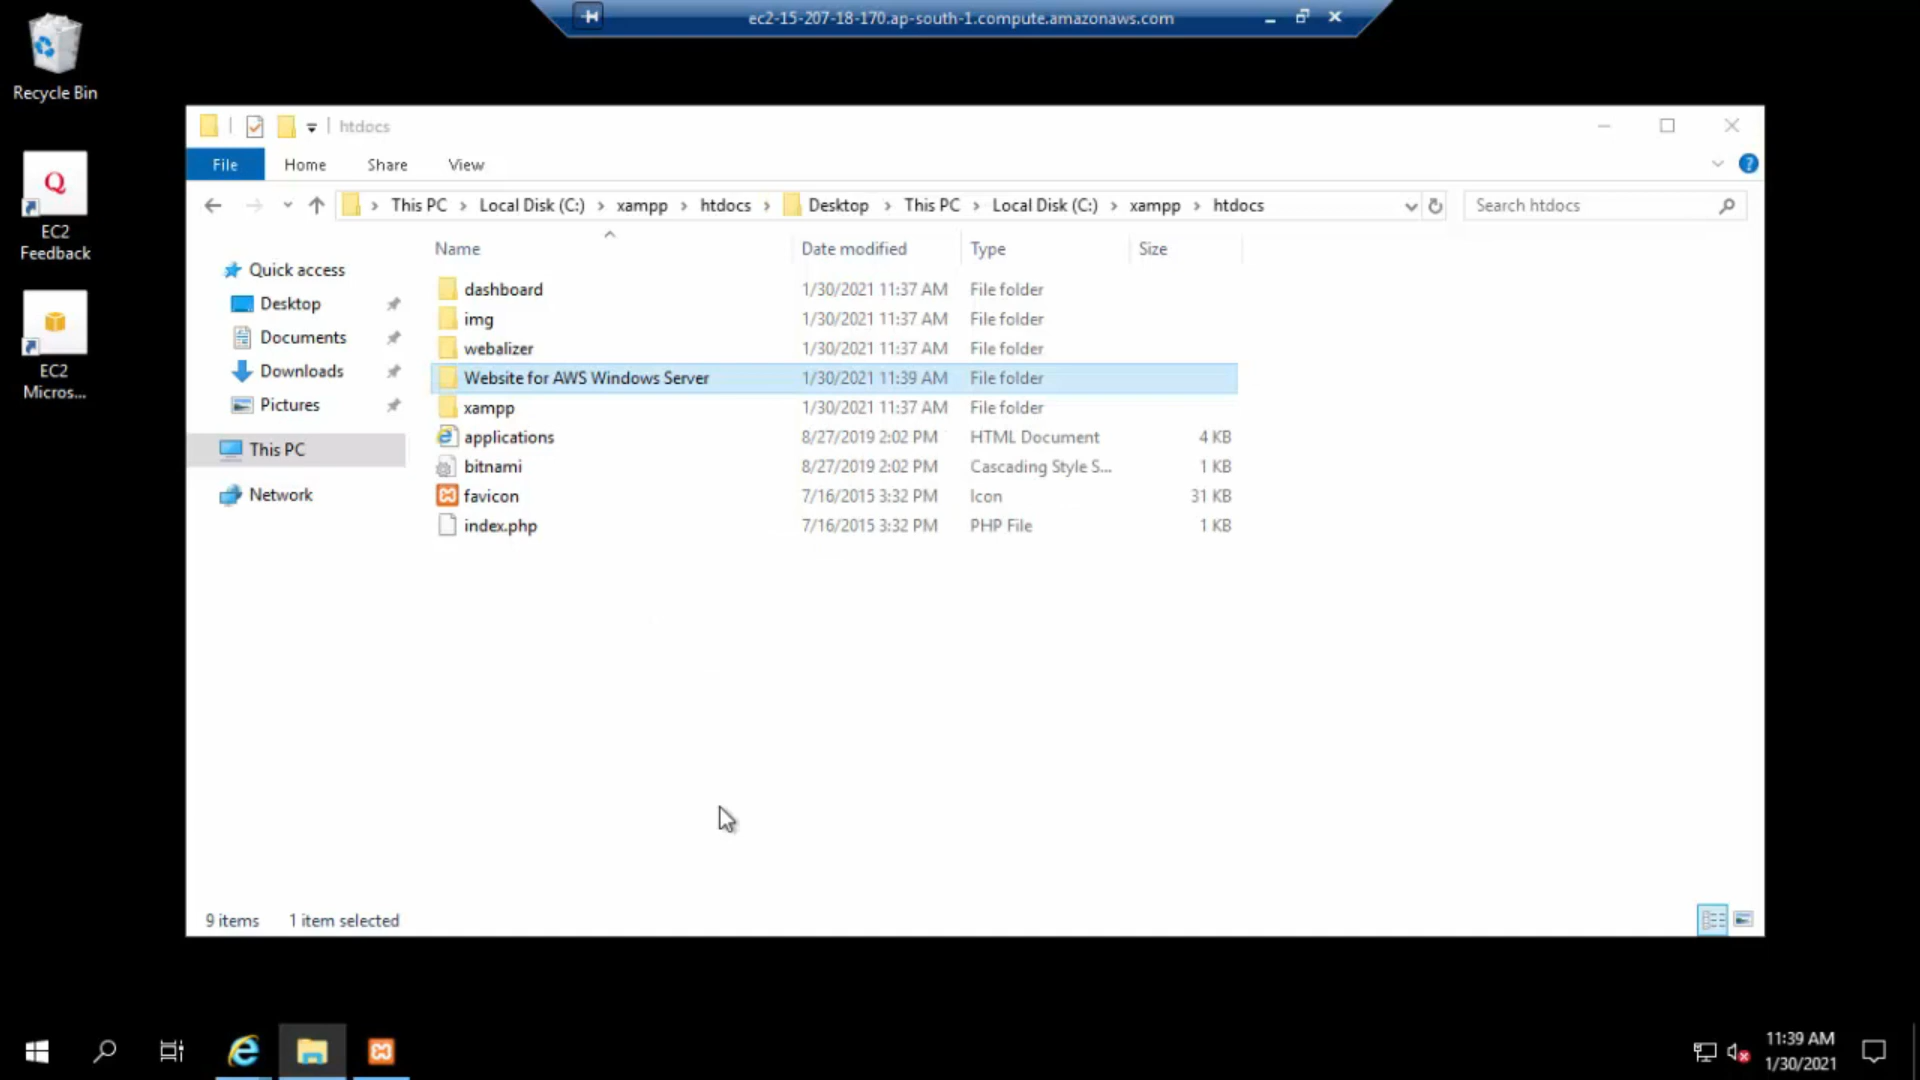 ec2-15-207-18-170.ap-south-1.compute.amazonaws.com
Recycle Bin
htdocs
File Home Share View
Q
EC2
Feedback
This PC Local Disk (C:) xampp htdocs Desktop This PC Local Disk (C:) xampp htdocs
Search htdocs
Name Date modified Type Size
Quick access
Desktop
Documents
Downloads
Pictures
This PC
Network
dashboard 1/30/2021 11:37 AM File folder
img 1/30/2021 11:37 AM File folder
webalizer 1/30/2021 11:37 AM File folder
Website for AWS Windows Server 1/30/2021 11:39 AM File folder
xampp 1/30/2021 11:37 AM File folder
applications 8/27/2019 2:02 PM HTML Document 4 KB
bitnami 8/27/2019 2:02 PM Cascading Style S... 1 KB
favicon 7/16/2015 3:32 PM Icon 31 KB
index.php 7/16/2015 3:32 PM PHP File 1 KB
EC2
Micros...
9 items 1 item selected
11:39 AM
1/30/2021